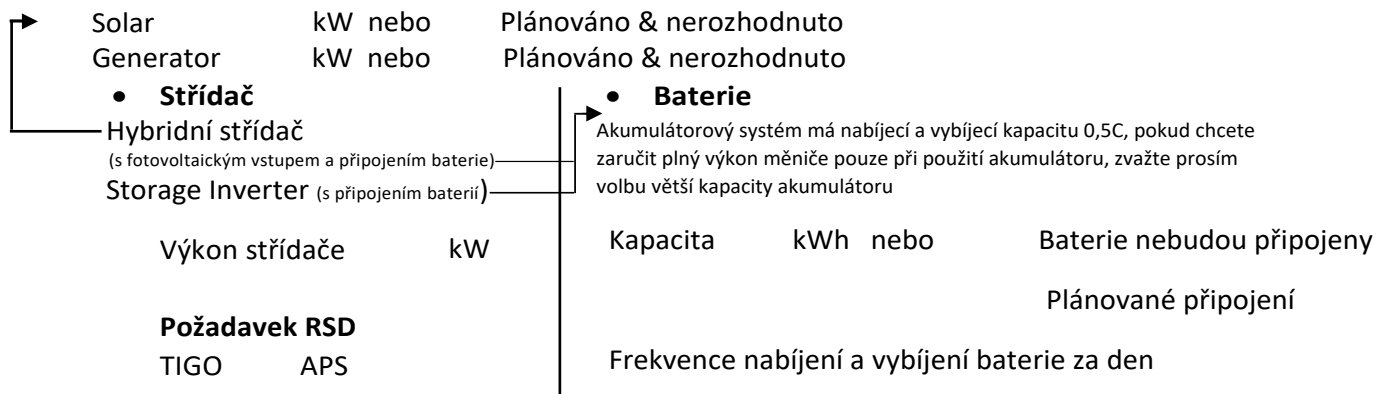 Solar kW nebo Plánováno & nerozhodnuto
Generator kW nebo Plánováno & nerozhodnuto
• Střídač
Hybridní střídač
(s fotovoltaickým vstupem a připojením baterie)
Storage Inverter (s připojením baterií)
Výkon střídače kW
Požadavek RSD
TIGO APS
• Baterie
Akumulátorový systém má nabíjecí a vybíjecí kapacitu 0,5C, pokud chcete
zaručit plný výkon měniče pouze při použití akumulátoru, zvažte prosím
volbu větší kapacity akumulátoru
Kapacita kWh nebo Baterie nebudou připojeny
Plánované připojení
Frekvence nabíjení a vybíjení baterie za den